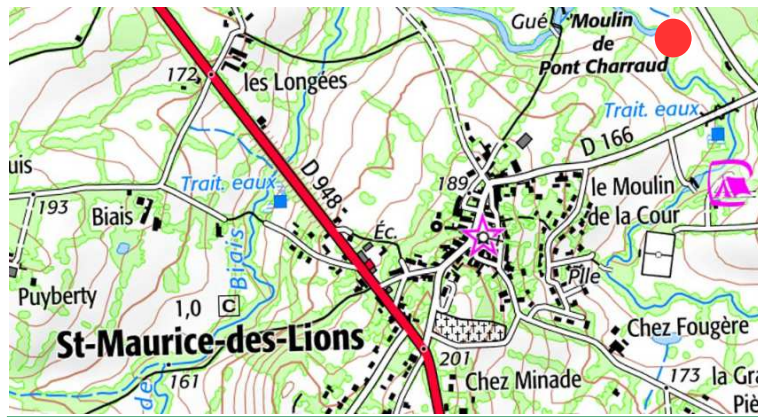 Gué
Moulin
de
Pont Charraud
172
les Longées
Trait. eaux
D 166
uis
Trait. eaux
D 948
189
le Moulin
de la Cour
193
Biais
Éc.
Biais
Plle
Puyberty
1,0 C
St-Maurice-des-Lions
Chez Fougère
201
161
de
Chez Minade
173
la Gra
Piè